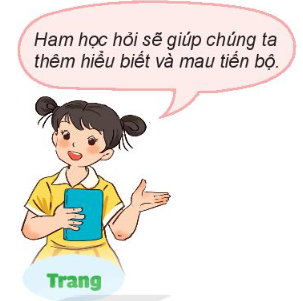 Ham học hỏi sẽ giúp chúng ta
thêm hiểu biết và mau tiến bộ.
Trang